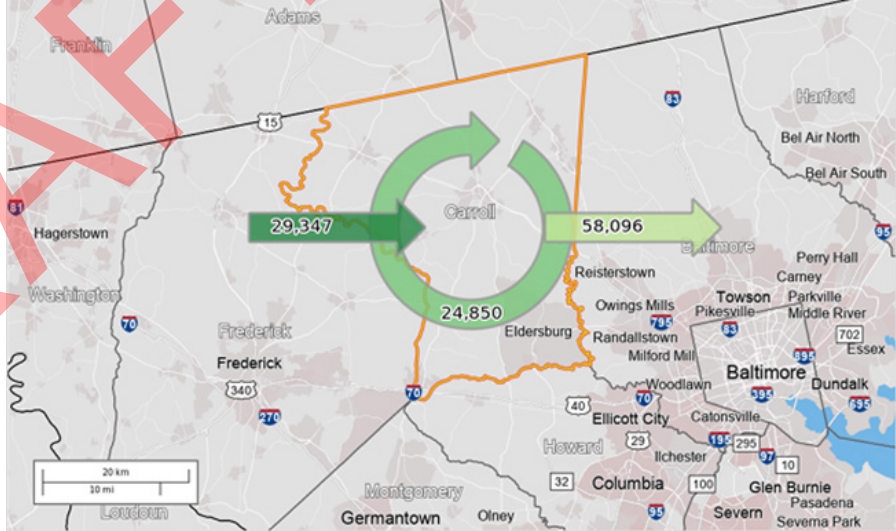 Adams
Franklin
83
Harford
15
Bel Air North
Bel Air South
81
Carroll
29,347
58,096
95
Hagerstown
Baltimore
Perry Hall
Reisterstown
Carney
Washington
Owings Mills
Towson
Parkville
70
795
Pikesville
Middle River
24,850
83
Frederick
Eldersburg
Randallstown
702
Essex
Frederick
Milford Mill
895
Baltimore
340
70
Woodlawn
395
Dundalk
270
40
70
Catonsville
695
Ellicott City
29
195
295
Howard
Ilchester
97
10
20 km
10 mi
32
Columbia
100
Glen Burnie
Montgomery
Pasadena
Loudoun
Germantown
Olney
95
Severn
Severna Park